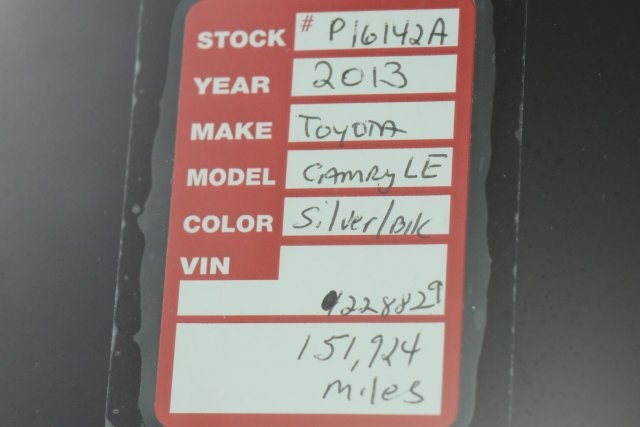 STOCK # P16142A
YEAR 2013
MAKE TOYOTA
MODEL CAMRY LE
COLOR Silver/Blk
VIN
228829
151,924
miles